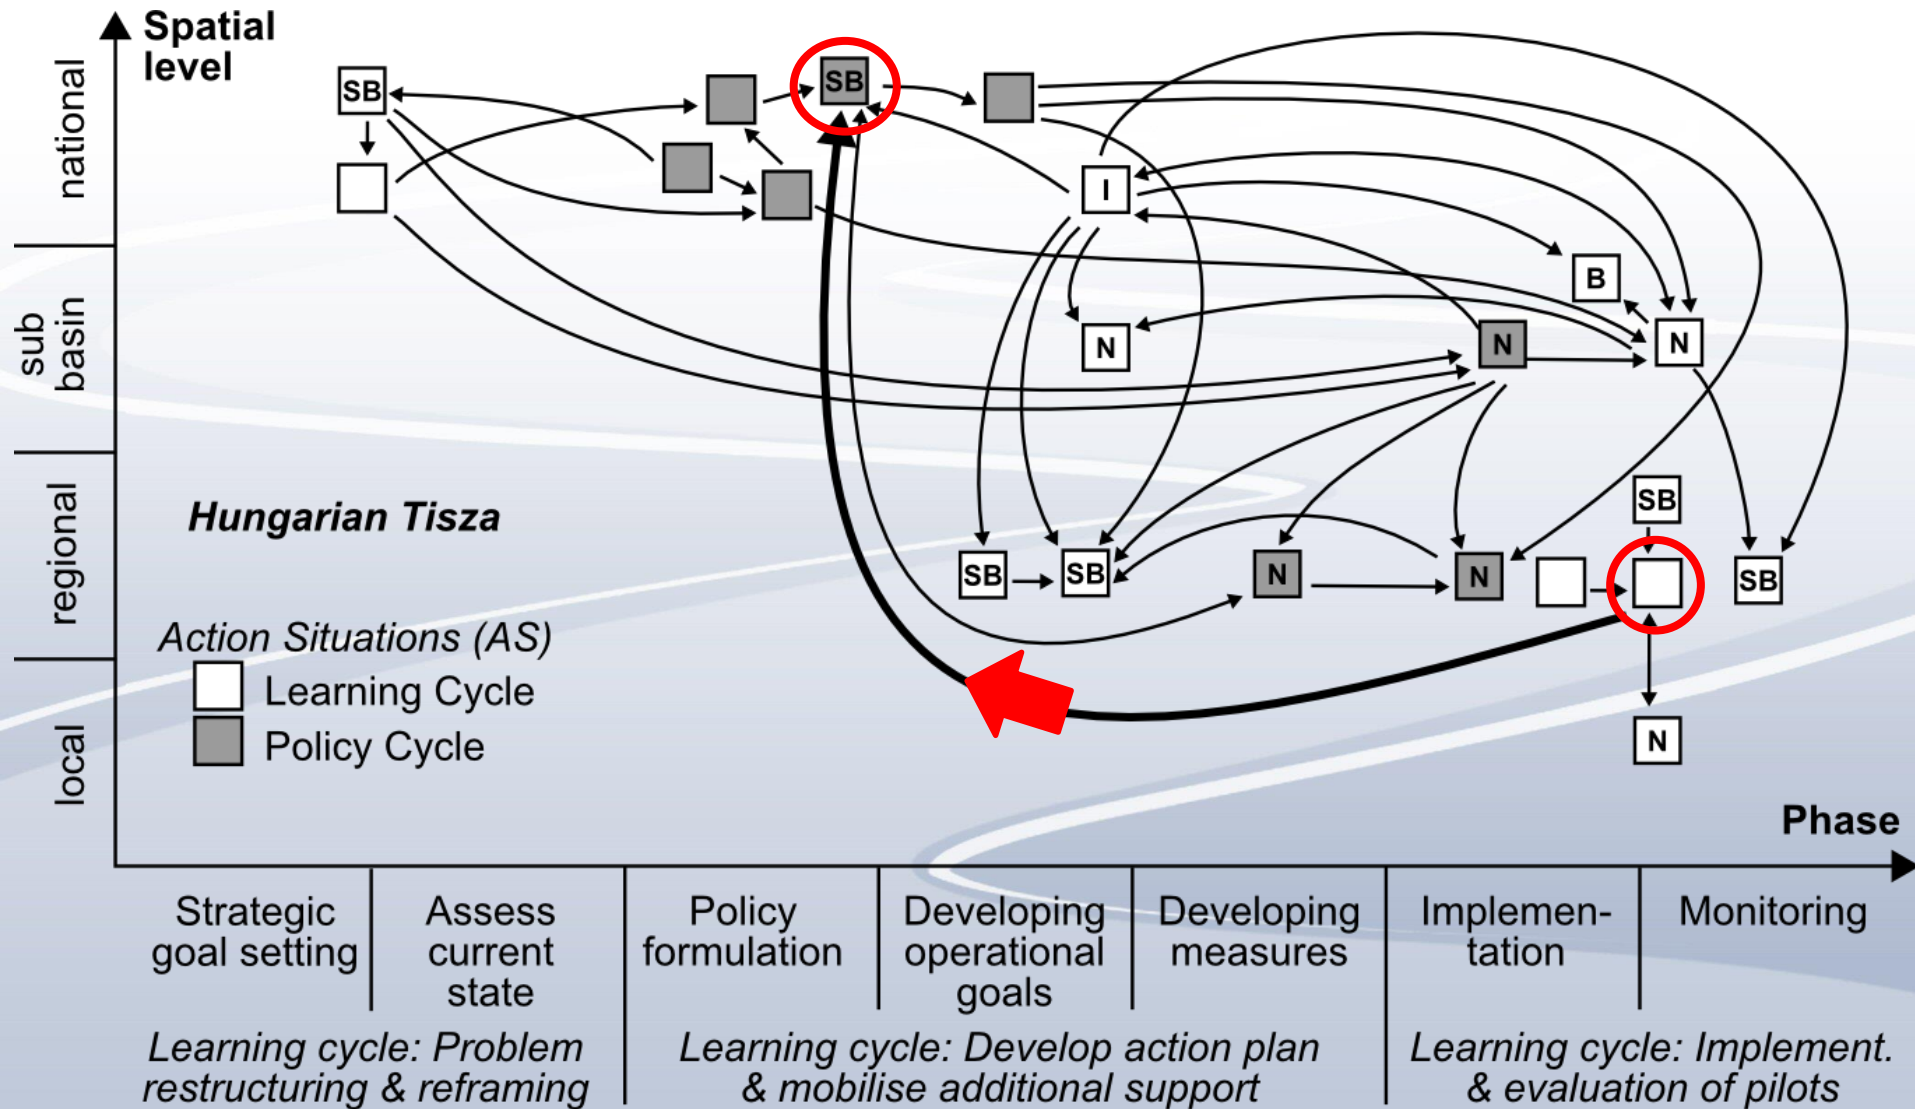 Spatial
level
national
sub
basin
regional
local
SB
SB
I
B
N
N
N
SB
SB
SB
N
N
SB
N
Hungarian Tisza
Action Situations (AS)
Learning Cycle
Policy Cycle
Phase
Strategic
goal setting
Assess
current
state
Policy
formulation
Developing
operational
goals
Developing
measures
Implemen-
tation
Monitoring
Learning cycle: Problem
restructuring & reframing
Learning cycle: Develop action plan
& mobilise additional support
Learning cycle: Implement.
& evaluation of pilots